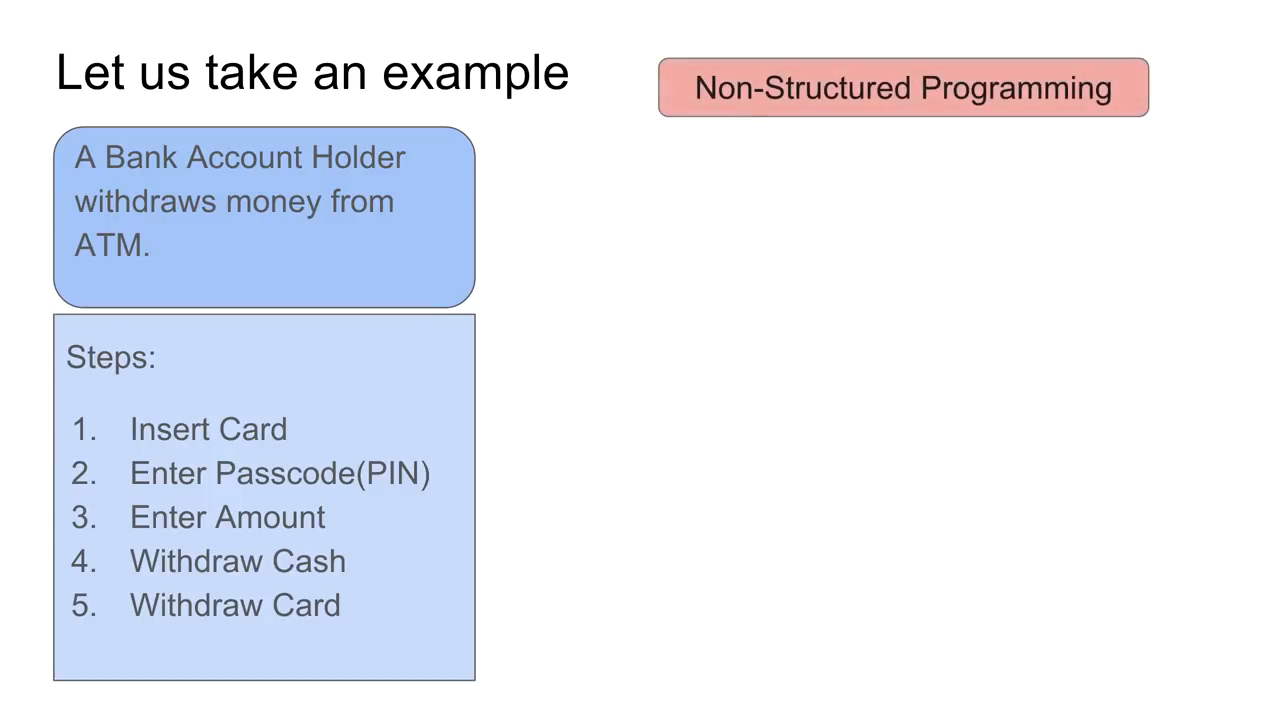 Let us take an example
Non-Structured Programming
A Bank Account Holder
withdraws money from
ATM.
Steps:
1. Insert Card
2. Enter Passcode(PIN)
3. Enter Amount
4. Withdraw Cash
5. Withdraw Card